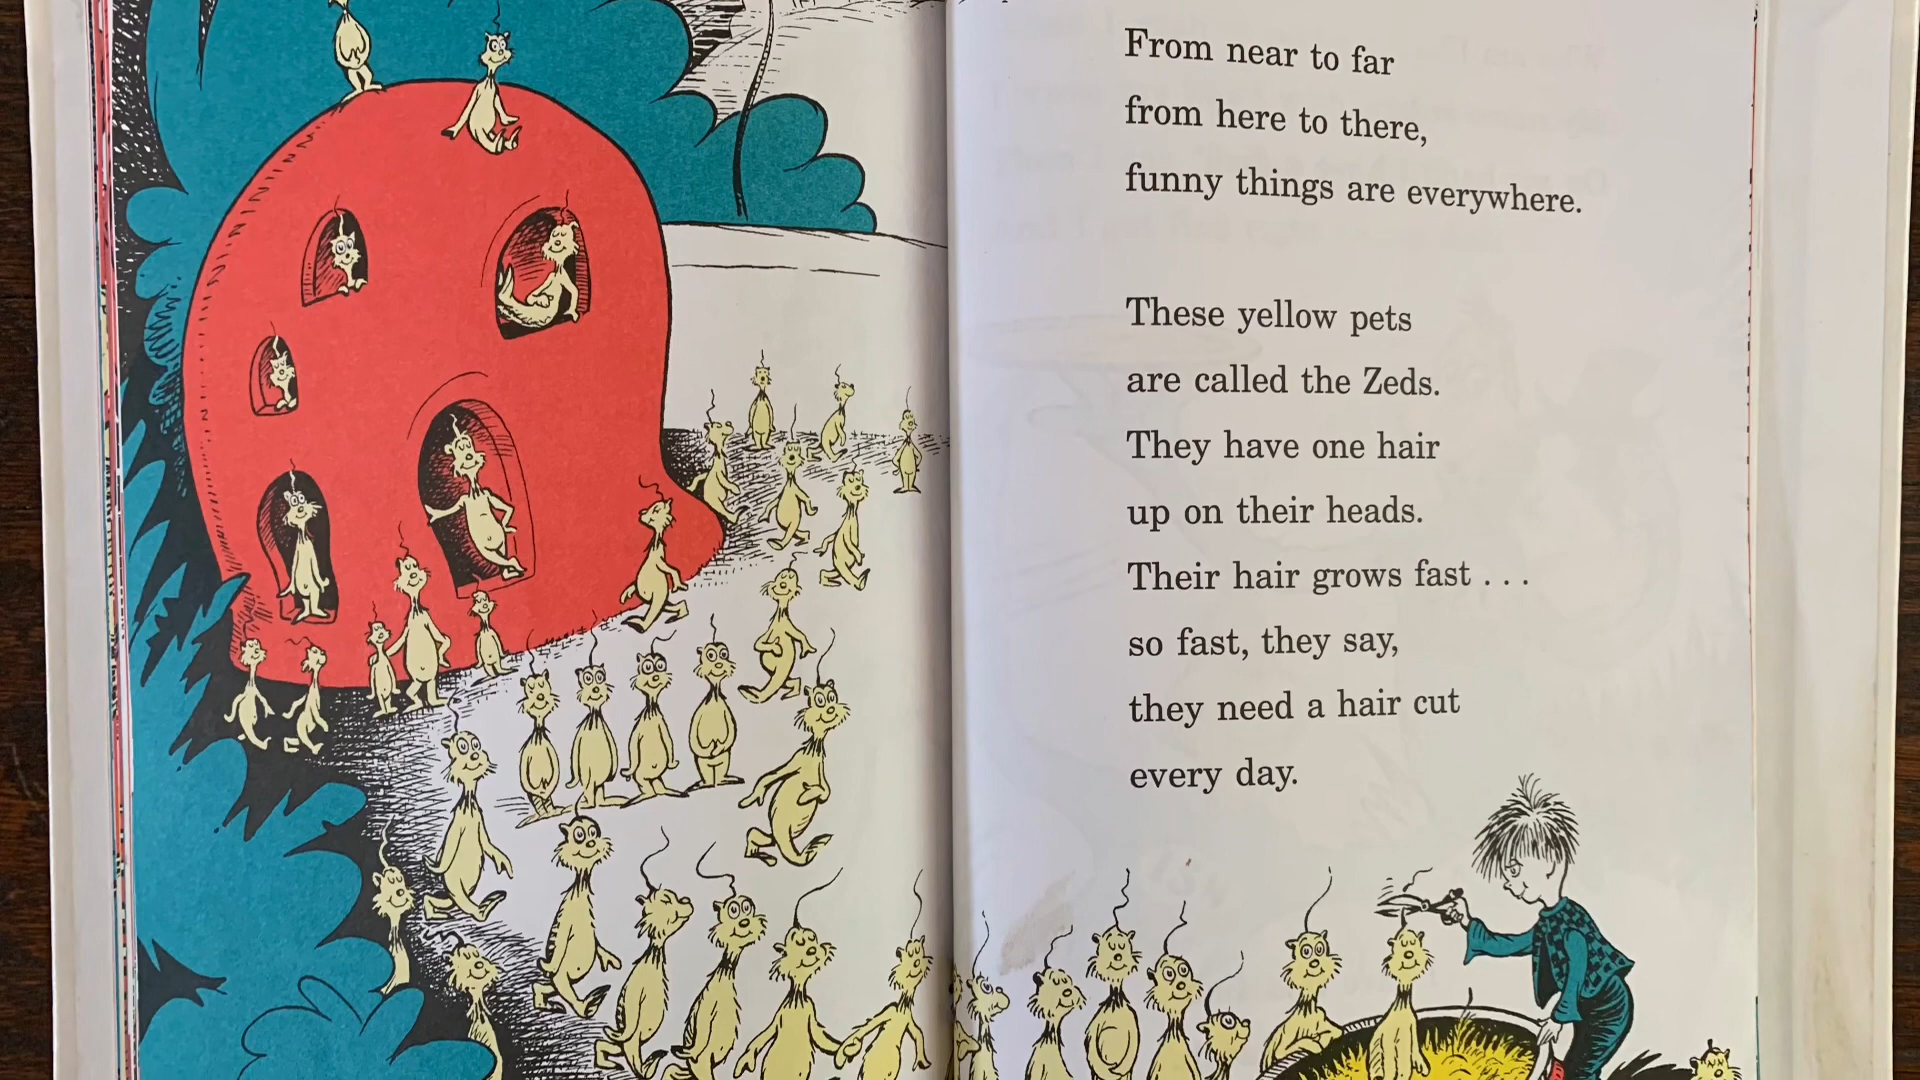 From near to far
from here to there,
funny things are everywhere.
These yellow pets
are called the Zeds.
They have one hair
up on their heads.
Their hair grows fast . . .
so fast, they say,
they need a hair cut
every day.